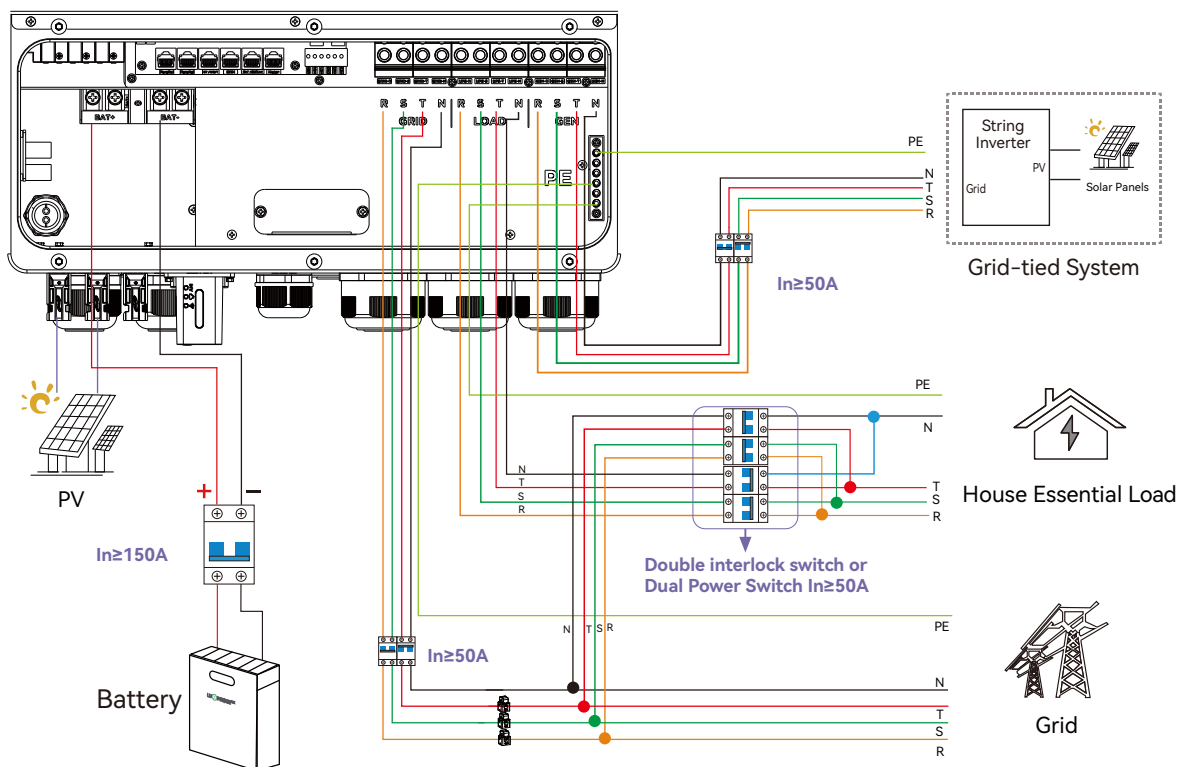 BAT+
BAT-
R S T N R S T N R S T N
GRID LOAD GEN
PE
PE
N
T
S
R
String
Inverter
PV
Grid
Solar Panels
Grid-tied System
In≥50A
PE
N
N
T
S
R
T
S
R
House Essential Load
PV
+ –
In≥150A
Double interlock switch or
Dual Power Switch In≥50A
N T S R
PE
In≥50A
Battery
N
T
S
R
Grid